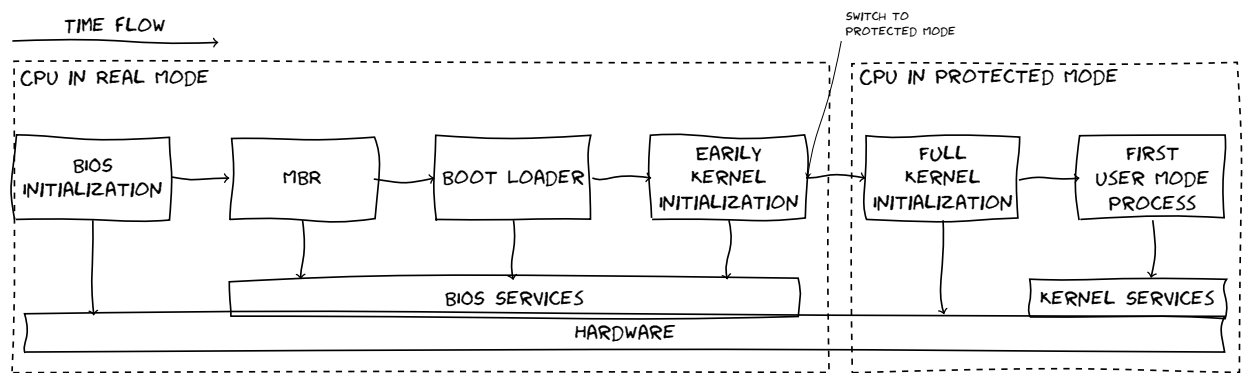 TIME FLOW
SWITCH TO
PROTECTED MODE
CPU IN REAL MODE
CPU IN PROTECTED MODE
BIOS
INITIALIZATION
MBR
BOOT LOADER
EARILY
KERNEL
INITIALIZATION
FULL
KERNEL
INITIALIZATION
FIRST
USER MODE
PROCESS
BIOS SERVICES
KERNEL SERVICES
HARDWARE